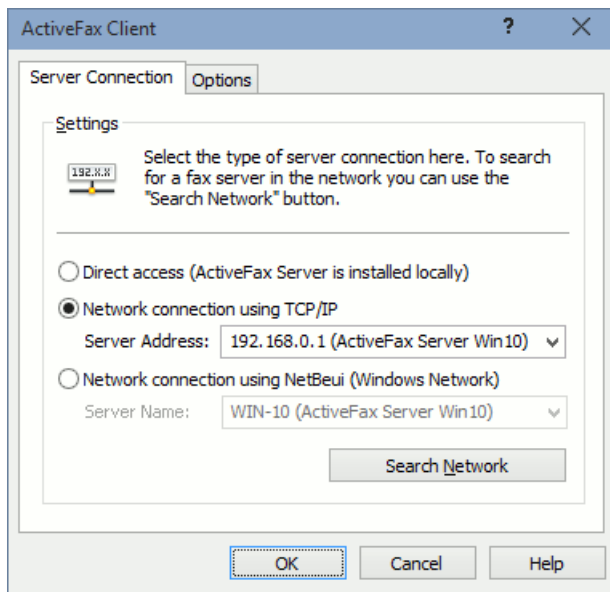 ActiveFax Client
?
Server Connection
Options
Settings
192.X.X
Select the type of server connection here. To search
for a fax server in the network you can use the
"Search Network" button.
Direct access (ActiveFax Server is installed locally)
Network connection using TCP/IP
Server Address: 192.168.0.1 (ActiveFax Server Win10)
Network connection using NetBeui (Windows Network)
Server Name: WIN-10 (ActiveFax Server Win10)
Search Network
OK Cancel Help